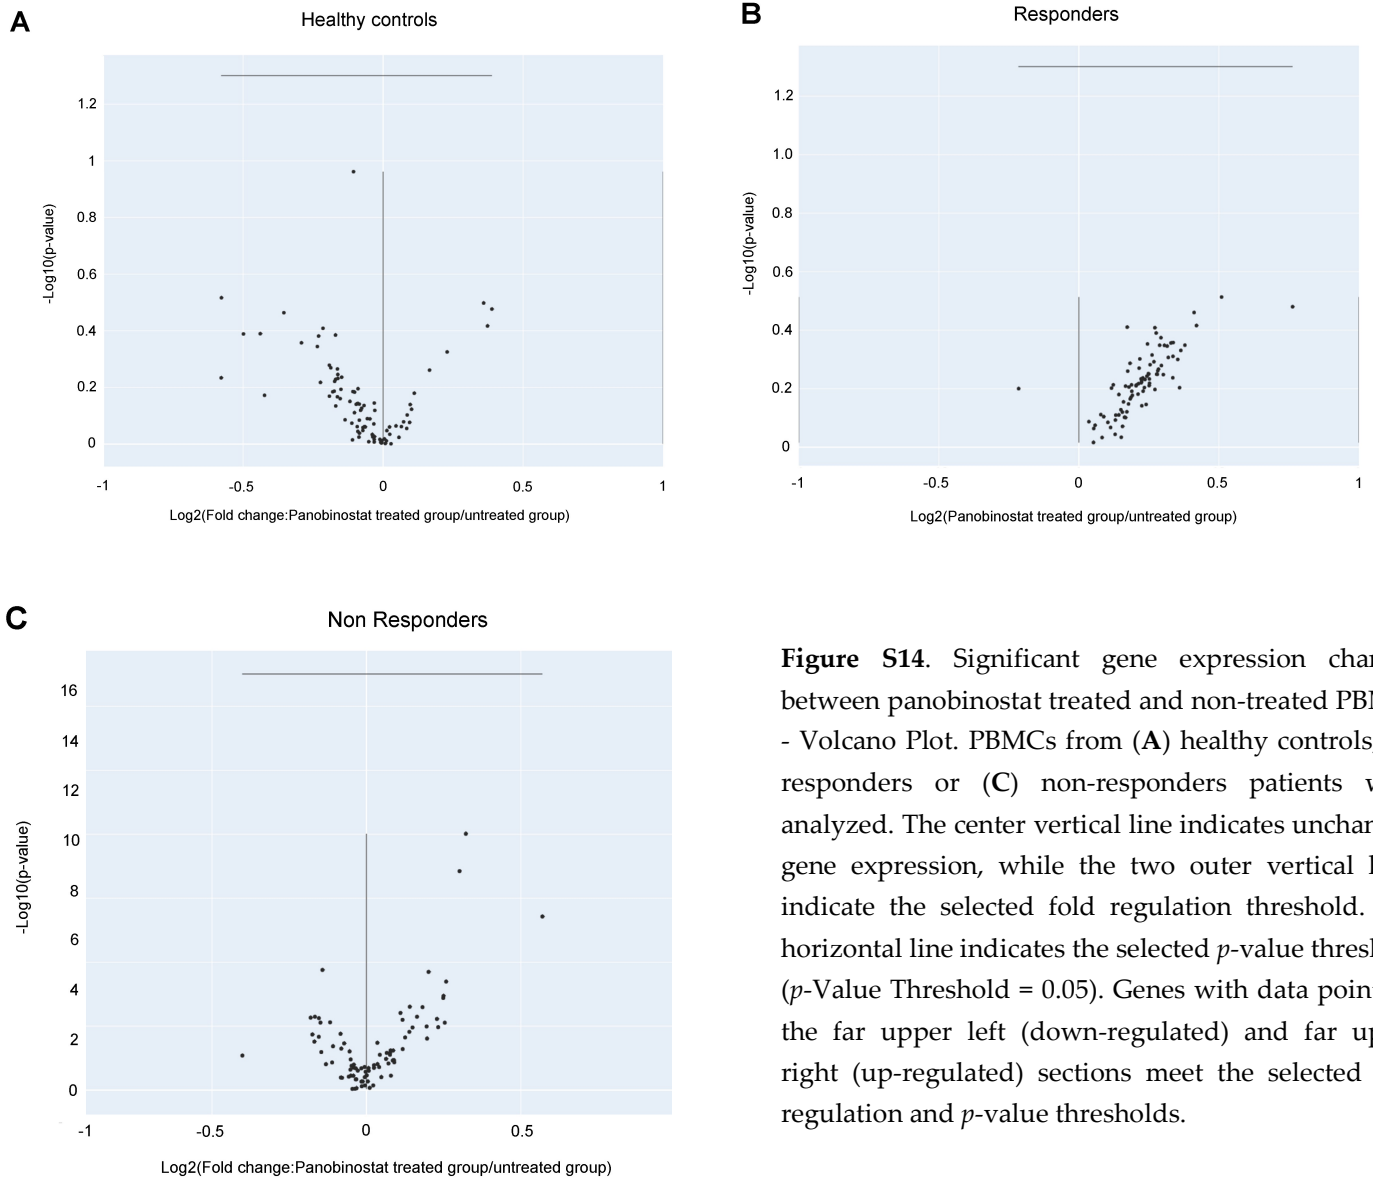 A
Healthy controls
1.2
1
0.8
0.6
0.4
0.2
0
-Log10(p-value)
-1
-0.5
0
0.5
1
Log2(Fold change:Panobinostat treated group/untreated group)
B
Responders
1.2
1.0
0.8
0.6
0.4
0.2
0
-Log10(p-value)
-1
-0.5
0
0.5
1
Log2(Panobinostat treated group/untreated group)
C
Non Responders
16
14
12
10
8
6
4
2
0
-Log10(p-value)
-1
-0.5
0
0.5
Log2(Fold change:Panobinostat treated group/untreated group)
Figure S14. Significant gene expression
between panobinostat treated and non-treated
- Volcano Plot. PBMCs from (A) healthy controls,
responders or (C) non-responders patients
analyzed. The center vertical line indicates
gene expression, while the two outer vertical
indicate the selected fold regulation threshold.
horizontal line indicates the selected p-value
(p-Value Threshold = 0.05). Genes with data
the far upper left (down-regulated) and far
right (up-regulated) sections meet the selected
regulation and p-value thresholds.